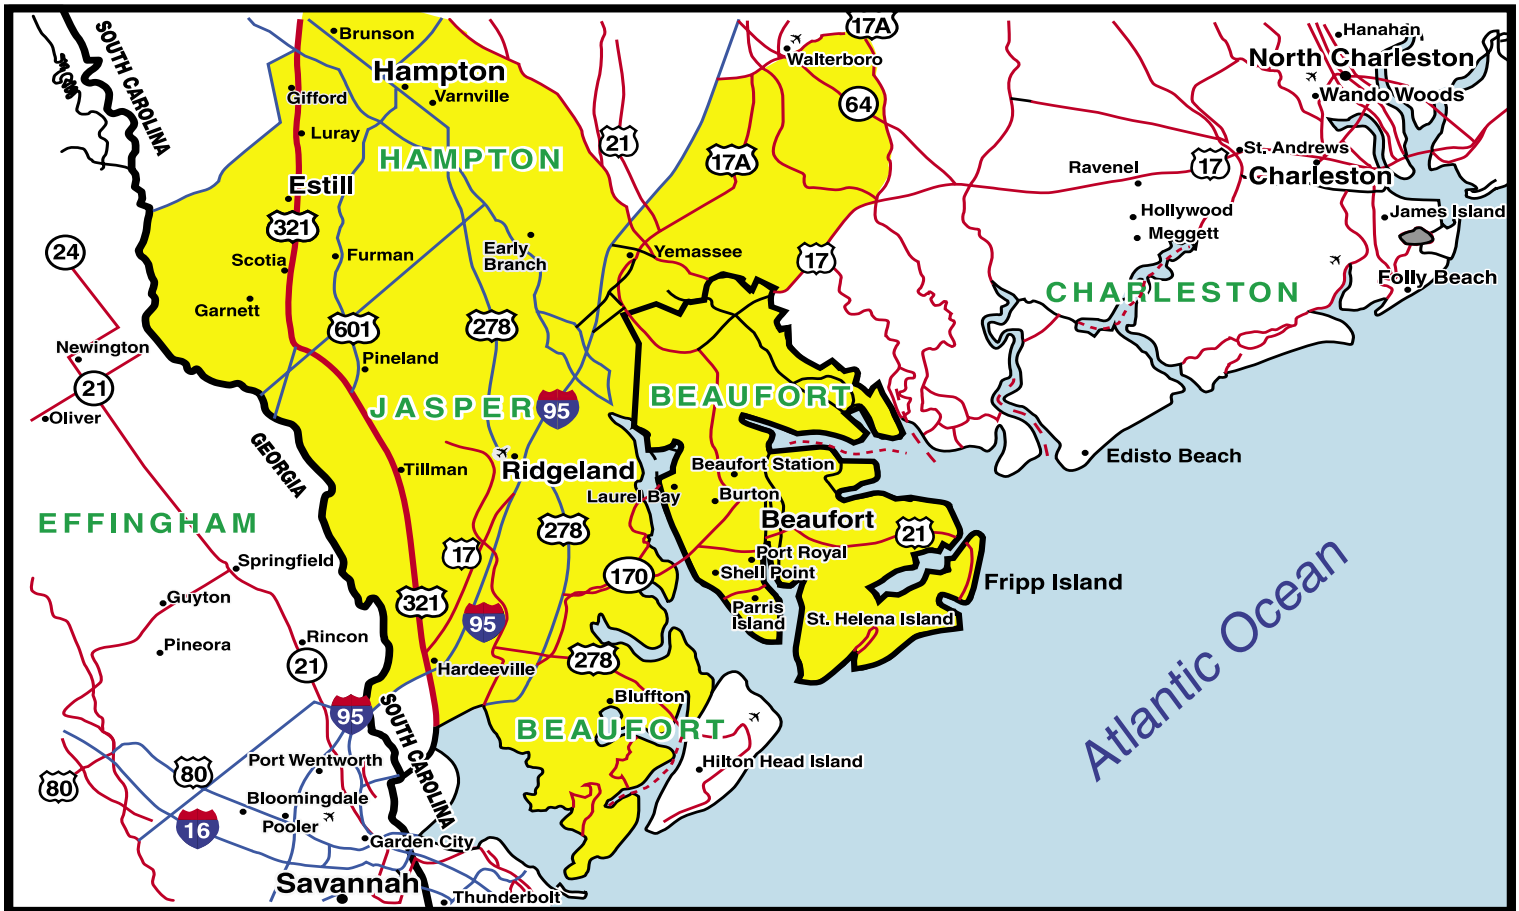 SOUTH CAROLINA
Brunson
17A
Hanahan
Walterboro
North Charleston
Hampton
Wando Woods
Gifford
Varnville
64
Luray
21
St. Andrews
HAMPTON
17A
Ravenel
17
Charleston
Estill
Hollywood
James Island
321
Meggett
24
Early
Branch
Yemassee
Scotia
Furman
17
Folly Beach
CHARLESTON
Garnett
601
278
Newington
Pineland
21
JASPER
95
BEAUFORT
Oliver
GEORGIA
Tillman
Ridgeland
Beaufort Station
Edisto Beach
Laurel Bay
Burton
EFFINGHAM
278
Beaufort
21
17
Port Royal
Springfield
170
Shell Point
Fripp Island
Guyton
321
Parris
Island
St. Helena Island
95
Pineora
Rincon
21
278
Hardeeville
Atlantic Ocean
Bluffton
95
SOUTH CAROLINA
BEAUFORT
Port Wentworth
Hilton Head Island
80
80
Bloomingdale
16
Pooler
Garden City
Savannah
Thunderbolt